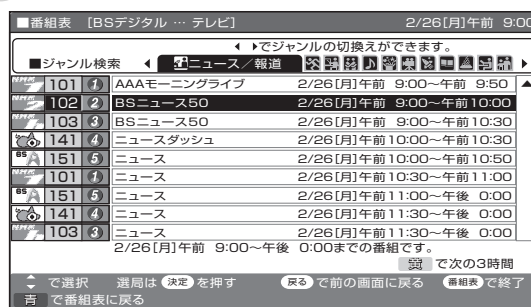 ■番組表 [BSデジタル … テレビ] 2/26[月]午前 9:00
でジャンルの切換えができます。
■ジャンル検索 ニュース／報道
101 1 AAAモーニングライブ 2/26[月]午前 9:00〜午前 9:50
102 2 BSニュース50 2/26[月]午前 9:00〜午前10:00
103 3 BSニュース50 2/26[月]午前 9:00〜午前10:30
141 4 ニュースダッシュ 2/26[月]午前10:00〜午前10:30
151 5 ニュース 2/26[月]午前10:00〜午前10:50
101 1 ニュース 2/26[月]午前10:30〜午前11:00
151 5 ニュース 2/26[月]午前11:00〜午後 0:00
141 4 ニュース 2/26[月]午前11:30〜午後 0:00
103 3 ニュース 2/26[月]午前11:30〜午後 0:00
2/26[月]午前 9:00〜午後 0:00までの番組です。
黄 で次の3時間
で選択 選局は 決定 を押す 戻る で前の画面に戻る 番組表 で終了
青 で番組表に戻る